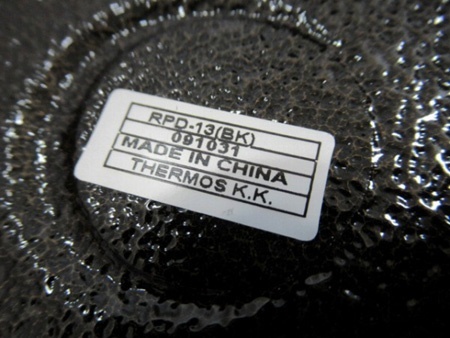 RPD-13(BK)
091031
MADE IN CHINA
THERMOS K.K.